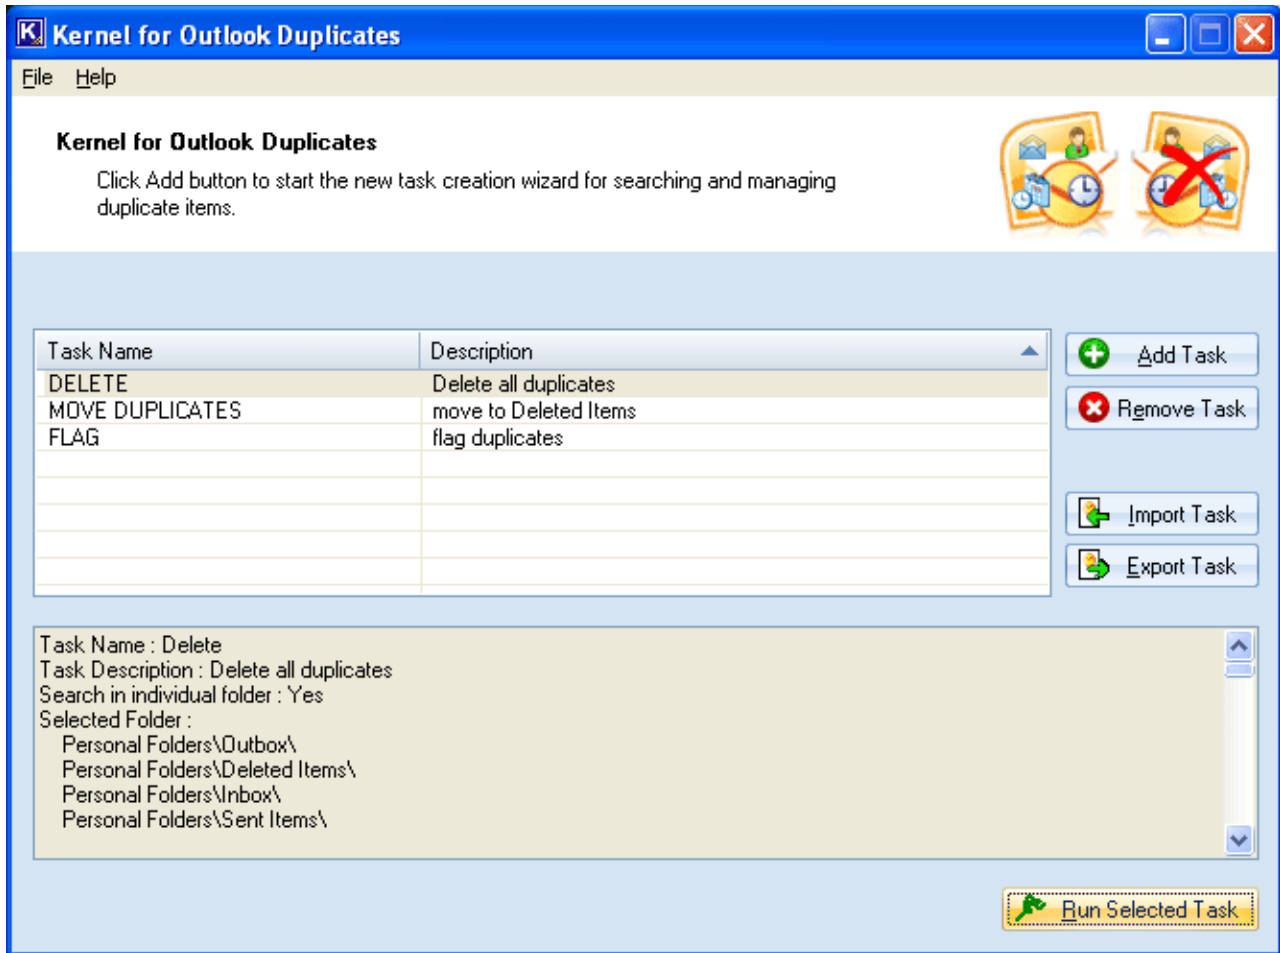 Kernel for Outlook Duplicates
File Help
Kernel for Outlook Duplicates
Click Add button to start the new task creation wizard for searching and managing
duplicate items.
Task Name Description
DELETE Delete all duplicates
MOVE DUPLICATES move to Deleted Items
FLAG flag duplicates
Add Task
Remove Task
Import Task
Export Task
Task Name : Delete
Task Description : Delete all duplicates
Search in individual folder : Yes
Selected Folder :
Personal Folders\Outbox\
Personal Folders\Deleted Items\
Personal Folders\Inbox\
Personal Folders\Sent Items\
Run Selected Task